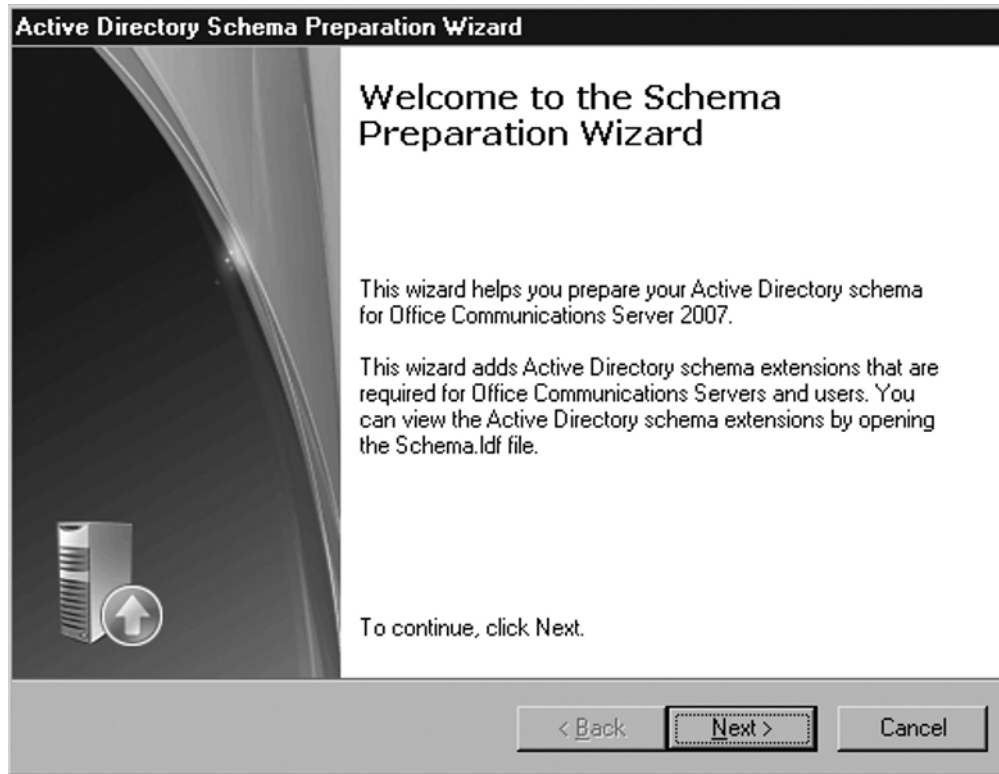 Active Directory Schema Preparation Wizard
Welcome to the Schema
Preparation Wizard
This wizard helps you prepare your Active Directory schema
for Office Communications Server 2007.
This wizard adds Active Directory schema extensions that are
required for Office Communications Servers and users. You
can view the Active Directory schema extensions by opening
the Schema.ldf file.
To continue, click Next.
< Back
Next >
Cancel